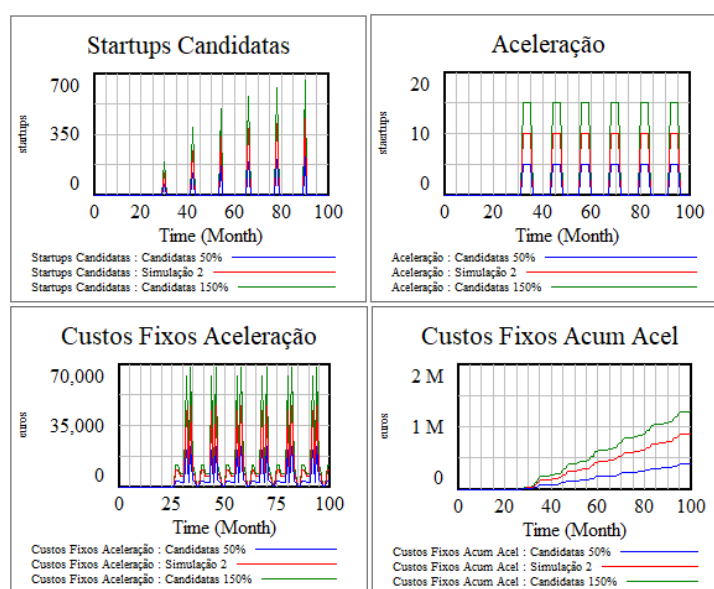 Startups Candidatas
700
350
0
startups
0 20 40 60 80 100
Time (Month)
Startups Candidatas : Candidatas 50%
Startups Candidatas : Simulação 2
Startups Candidatas : Candidatas 150%
Aceleração
20
10
0
startups
0 20 40 60 80 100
Time (Month)
Aceleração : Candidatas 50%
Aceleração : Simulação 2
Aceleração : Candidatas 150%
Custos Fixos Aceleração
70,000
35,000
0
euros
0 25 50 75 100
Time (Month)
Custos Fixos Aceleração : Candidatas 50%
Custos Fixos Aceleração : Simulação 2
Custos Fixos Aceleração : Candidatas 150%
Custos Fixos Acum Acel
2 M
1 M
0
euros
0 20 40 60 80 100
Time (Month)
Custos Fixos Acum Acel : Candidatas 50%
Custos Fixos Acum Acel : Simulação 2
Custos Fixos Acum Acel : Candidatas 150%